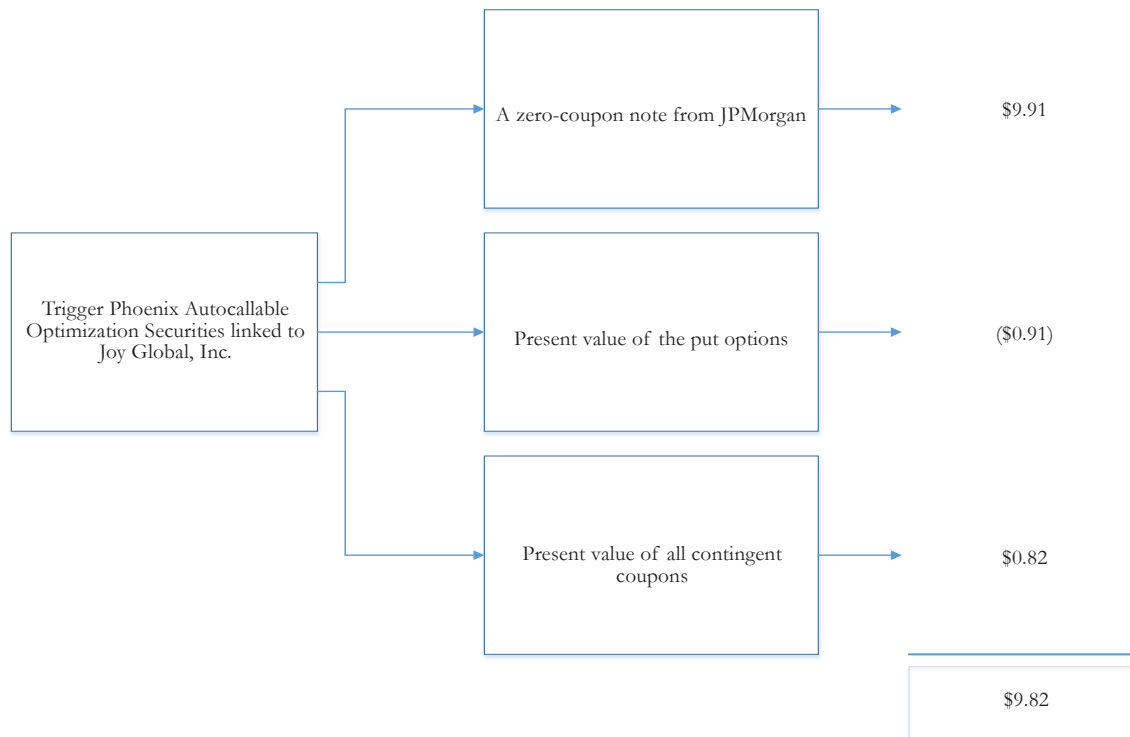 A zero-coupon note from JPMorgan
$9.91
Trigger Phoenix Autocallable
Optimization Securities linked to
Joy Global, Inc.
Present value of the put options
($0.91)
Present value of all contingent
coupons
$0.82
$9.82